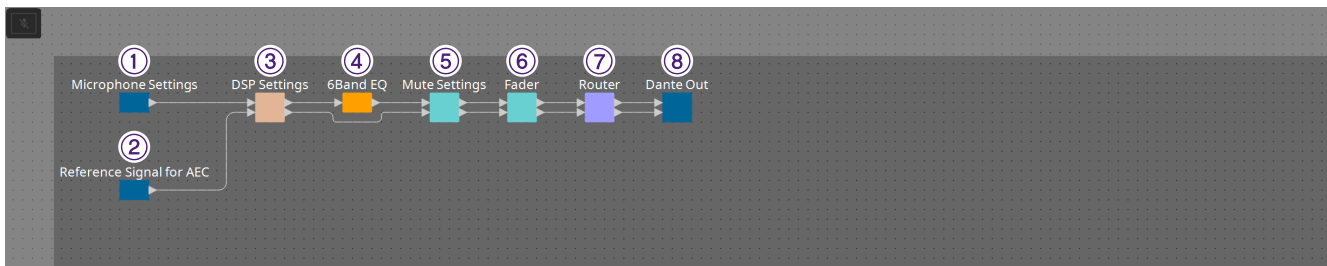 ① ③ ④ ⑤ ⑥ ⑦ ⑧
Microphone Settings DSP Settings 6Band EQ Mute Settings Fader Router Dante Out
②
Reference Signal for AEC